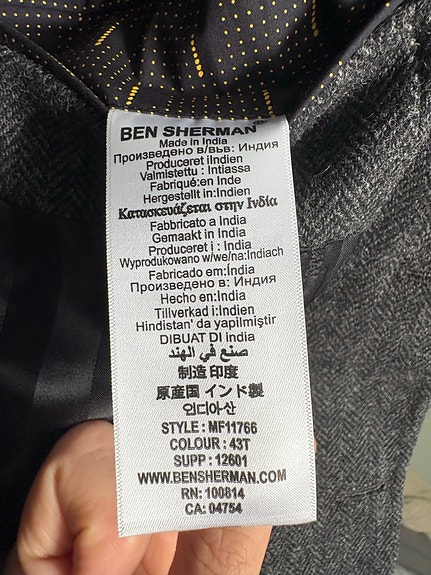 BEN SHERMAN®
Made in India
Произведено в/във: Индия
Produceret iIndien
Valmistettu : Intiassa
Fabriqué:en Inde
Hergestellt in:Indien
Κατασκευάζεται στην Ινδία
Fabbricato a India
Gemaakt in India
Produceret i : India
Wyprodukowano w/we/na:Indiach
Fabricado em:Índia
Произведено в: Индия
Hecho en:India
Tillverkad i:Indien
Hindistan' da yapilmiştir
DIBUAT DI india
صنع في الهند
制造 印度
原産国 インド製
인디아산
STYLE : MF11766
COLOUR : 43T
SUPP : 12601
WWW.BENSHERMAN.COM
RN: 100814
CA: 04754